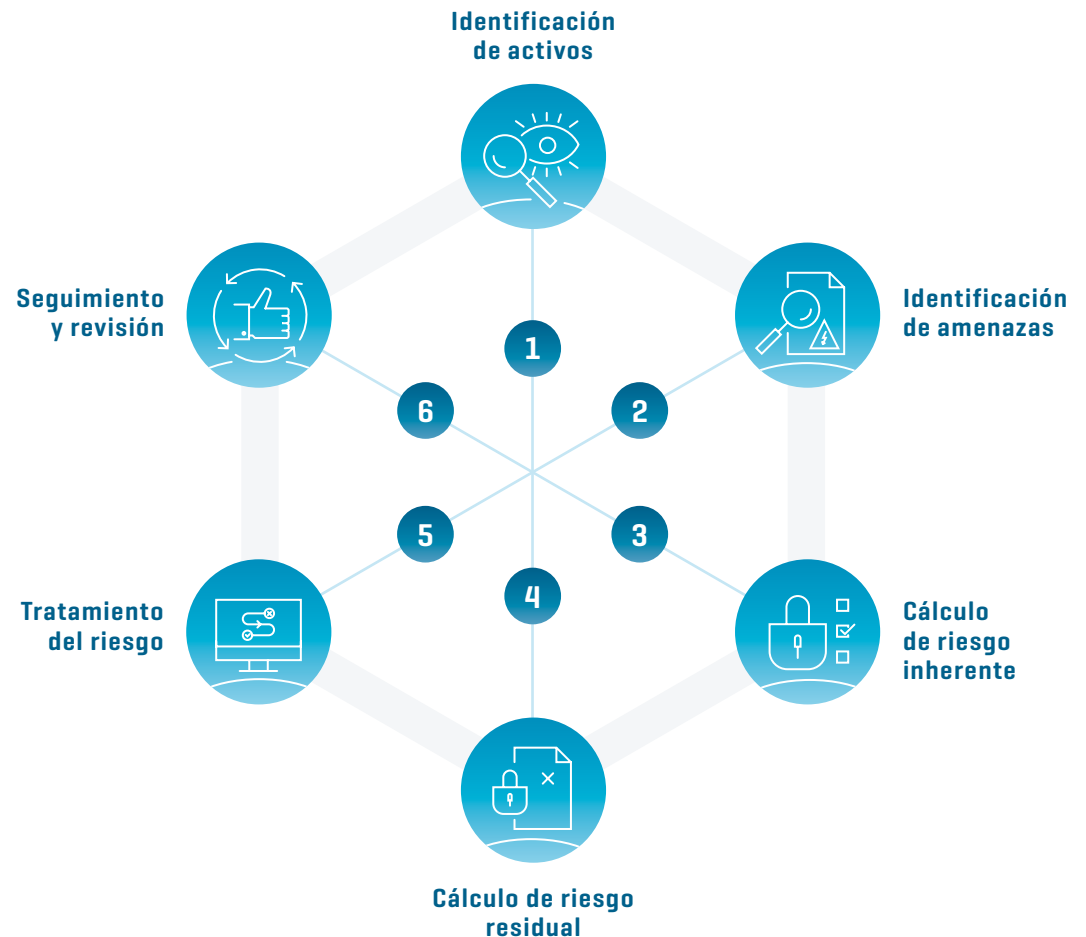 Identificación
de activos
Seguimiento
y revisión
Identificación
de amenazas
1
6
2
5
3
4
Tratamiento
del riesgo
Cálculo
de riesgo
inherente
Cálculo de riesgo
residual